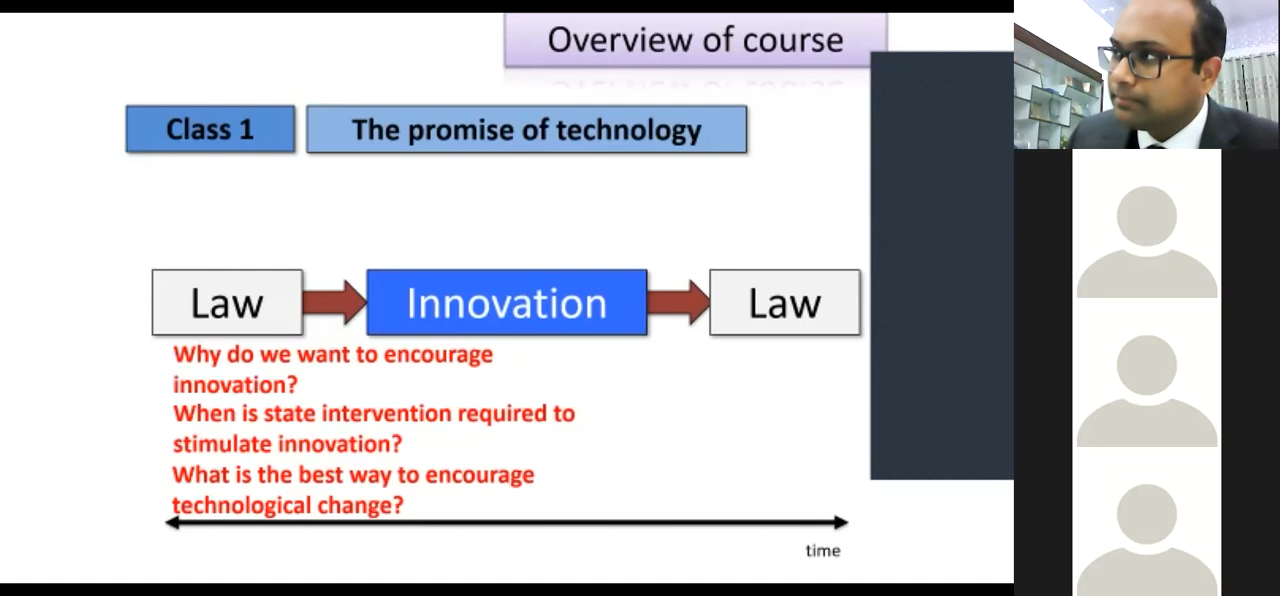 Overview of course
Class 1
The promise of technology
Law
Innovation
Law
Why do we want to encourage
innovation?
When is state intervention required to
stimulate innovation?
What is the best way to encourage
technological change?
time